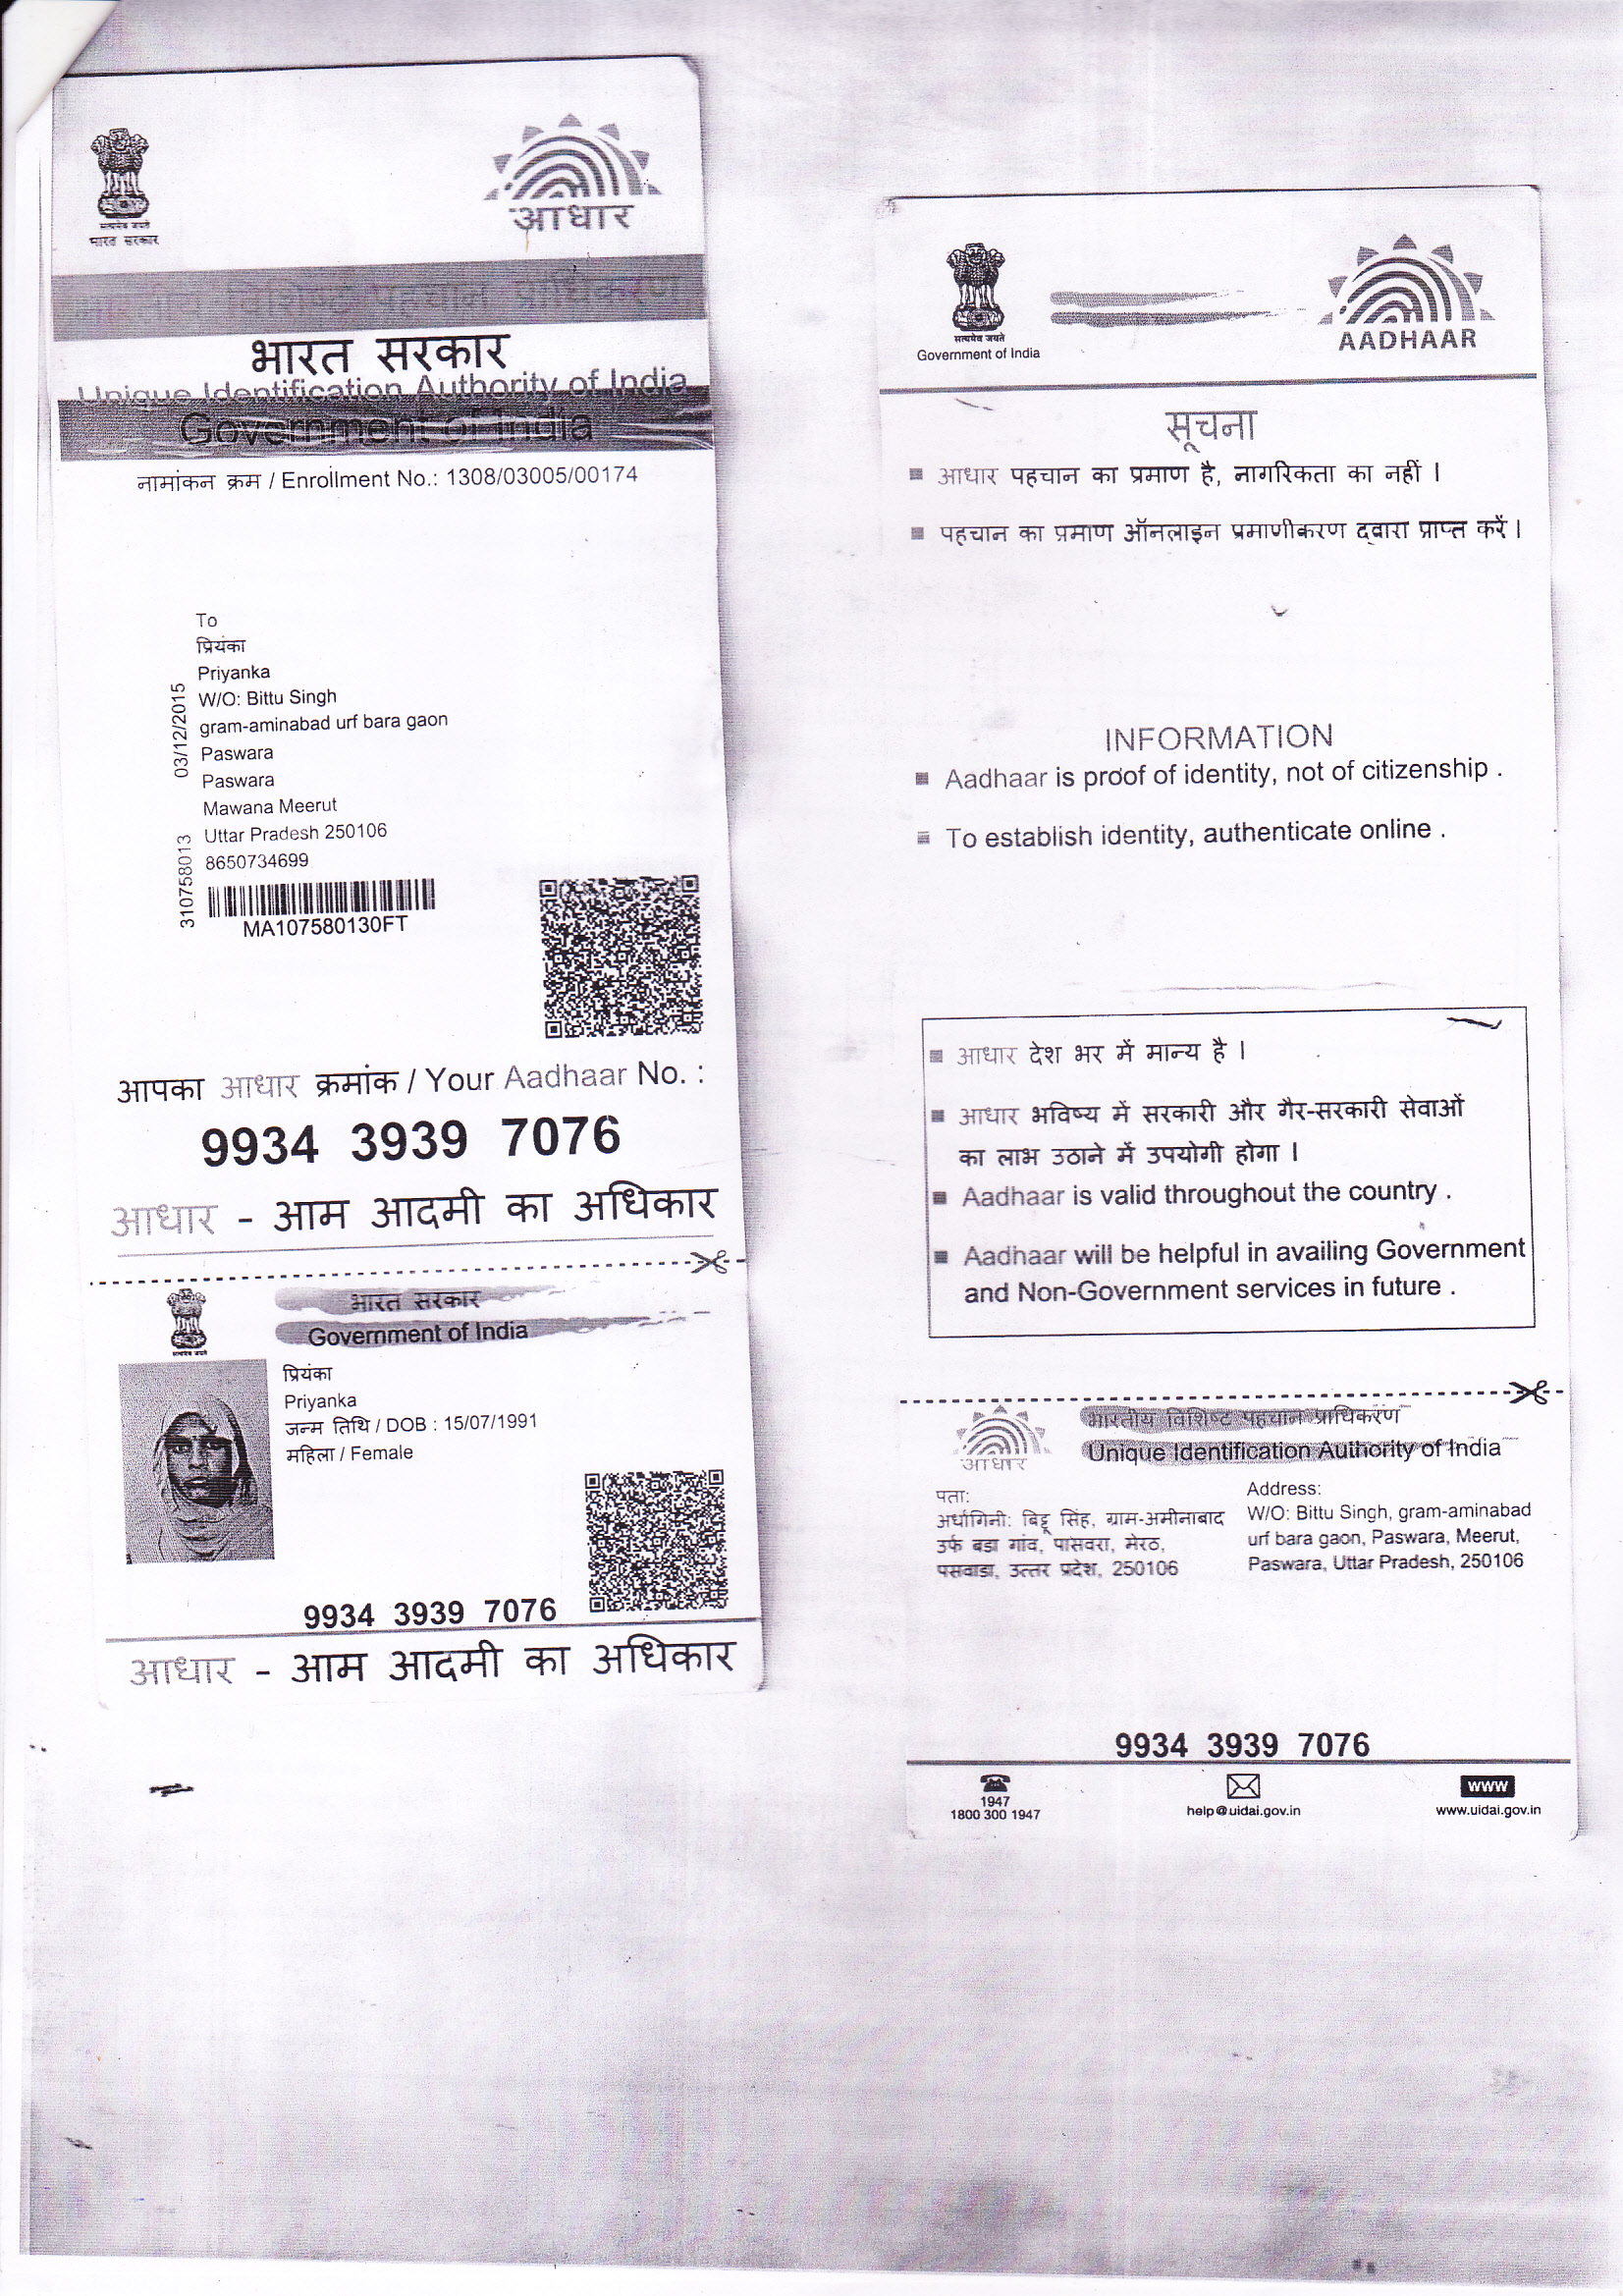 सत्यमेव जयते
भारत सरकार
आधार
विशिष्ट पहचान प्राधिकरण
भारत सरकार
Unique Identification Authority of India
Government of India
नामांकन क्रम / Enrollment No.: 1308/03005/00174
To
प्रियंका
Priyanka
W/O: Bittu Singh
gram-aminabad urf bara gaon
Paswara
Paswara
Mawana Meerut
Uttar Pradesh 250106
8650734699
03/12/2015
310758013
MA107580130FT
आपका आधार क्रमांक / Your Aadhaar No. :
9934 3939 7076
आधार - आम आदमी का अधिकार
भारत सरकार
Government of India
सत्यमेव जयते
प्रियंका
Priyanka
जन्म तिथि / DOB : 15/07/1991
महिला / Female
9934 3939 7076
आधार - आम आदमी का अधिकार
सत्यमेव जयते
Government of India
AADHAAR
सूचना
आधार पहचान का प्रमाण है, नागरिकता का नहीं ।
पहचान का प्रमाण ऑनलाइन प्रमाणीकरण द्वारा प्राप्त करें ।
INFORMATION
Aadhaar is proof of identity, not of citizenship .
To establish identity, authenticate online .
आधार देश भर में मान्य है ।
आधार भविष्य में सरकारी और गैर-सरकारी सेवाओं
का लाभ उठाने में उपयोगी होगा ।
Aadhaar is valid throughout the country .
Aadhaar will be helpful in availing Government
and Non-Government services in future .
भारतीय विशिष्ट पहचान प्राधिकरण
Unique Identification Authority of India
आधार
पता:
अर्धांगिनी: बिट्टू सिंह, ग्राम-अमीनाबाद
उर्फ बडा गांव, पासवरा, मेरठ,
पसवाडा, उत्तर प्रदेश, 250106
Address:
W/O: Bittu Singh, gram-aminabad
urf bara gaon, Paswara, Meerut,
Paswara, Uttar Pradesh, 250106
9934 3939 7076
1947
1800 300 1947
help@uidai.gov.in
www
www.uidai.gov.in